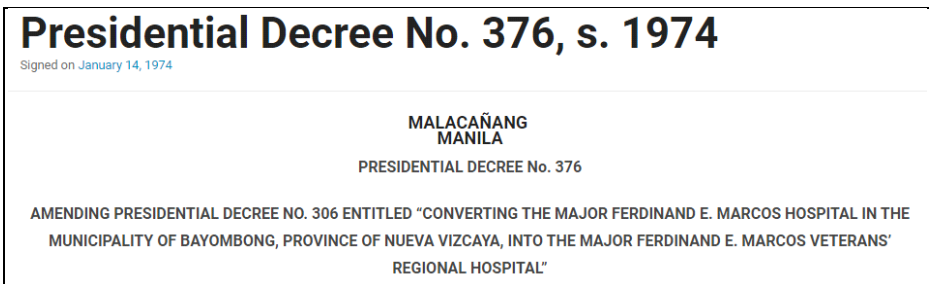 Presidential Decree No. 376, s. 1974
Signed on January 14, 1974
MALACAÑANG
MANILA
PRESIDENTIAL DECREE No. 376
AMENDING PRESIDENTIAL DECREE NO. 306 ENTITLED “CONVERTING THE MAJOR FERDINAND E. MARCOS HOSPITAL IN THE
MUNICIPALITY OF BAYOMBONG, PROVINCE OF NUEVA VIZCAYA, INTO THE MAJOR FERDINAND E. MARCOS VETERANS’
REGIONAL HOSPITAL”